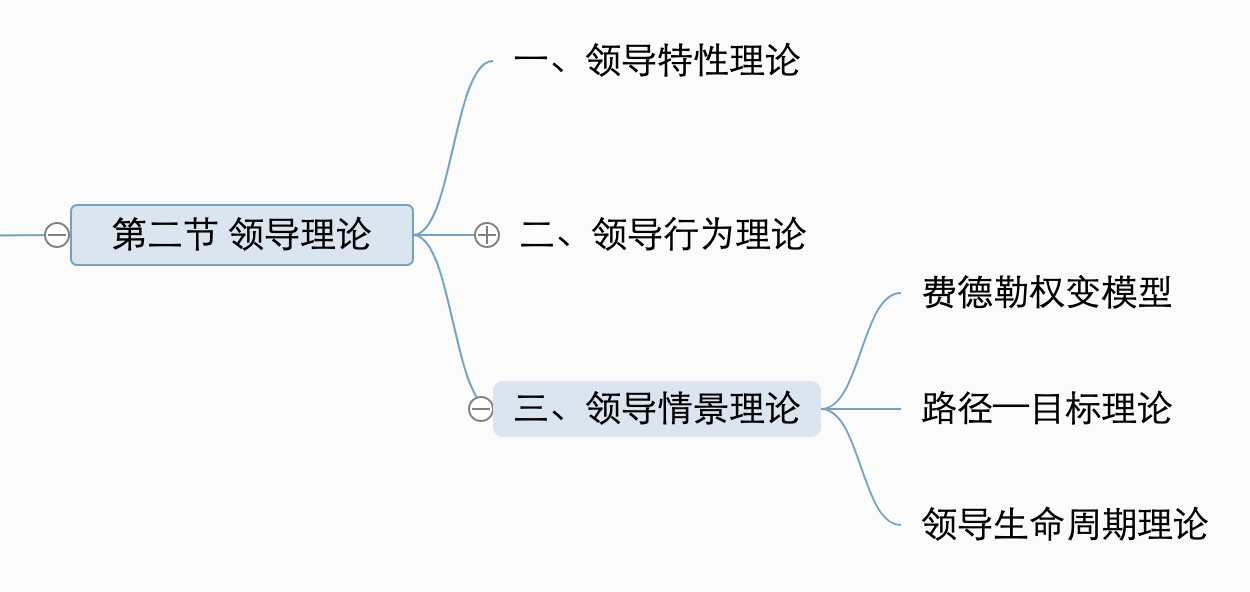 一、领导特性理论
第二节 领导理论
二、领导行为理论
费德勒权变模型
三、领导情景理论
路径—目标理论
领导生命周期理论